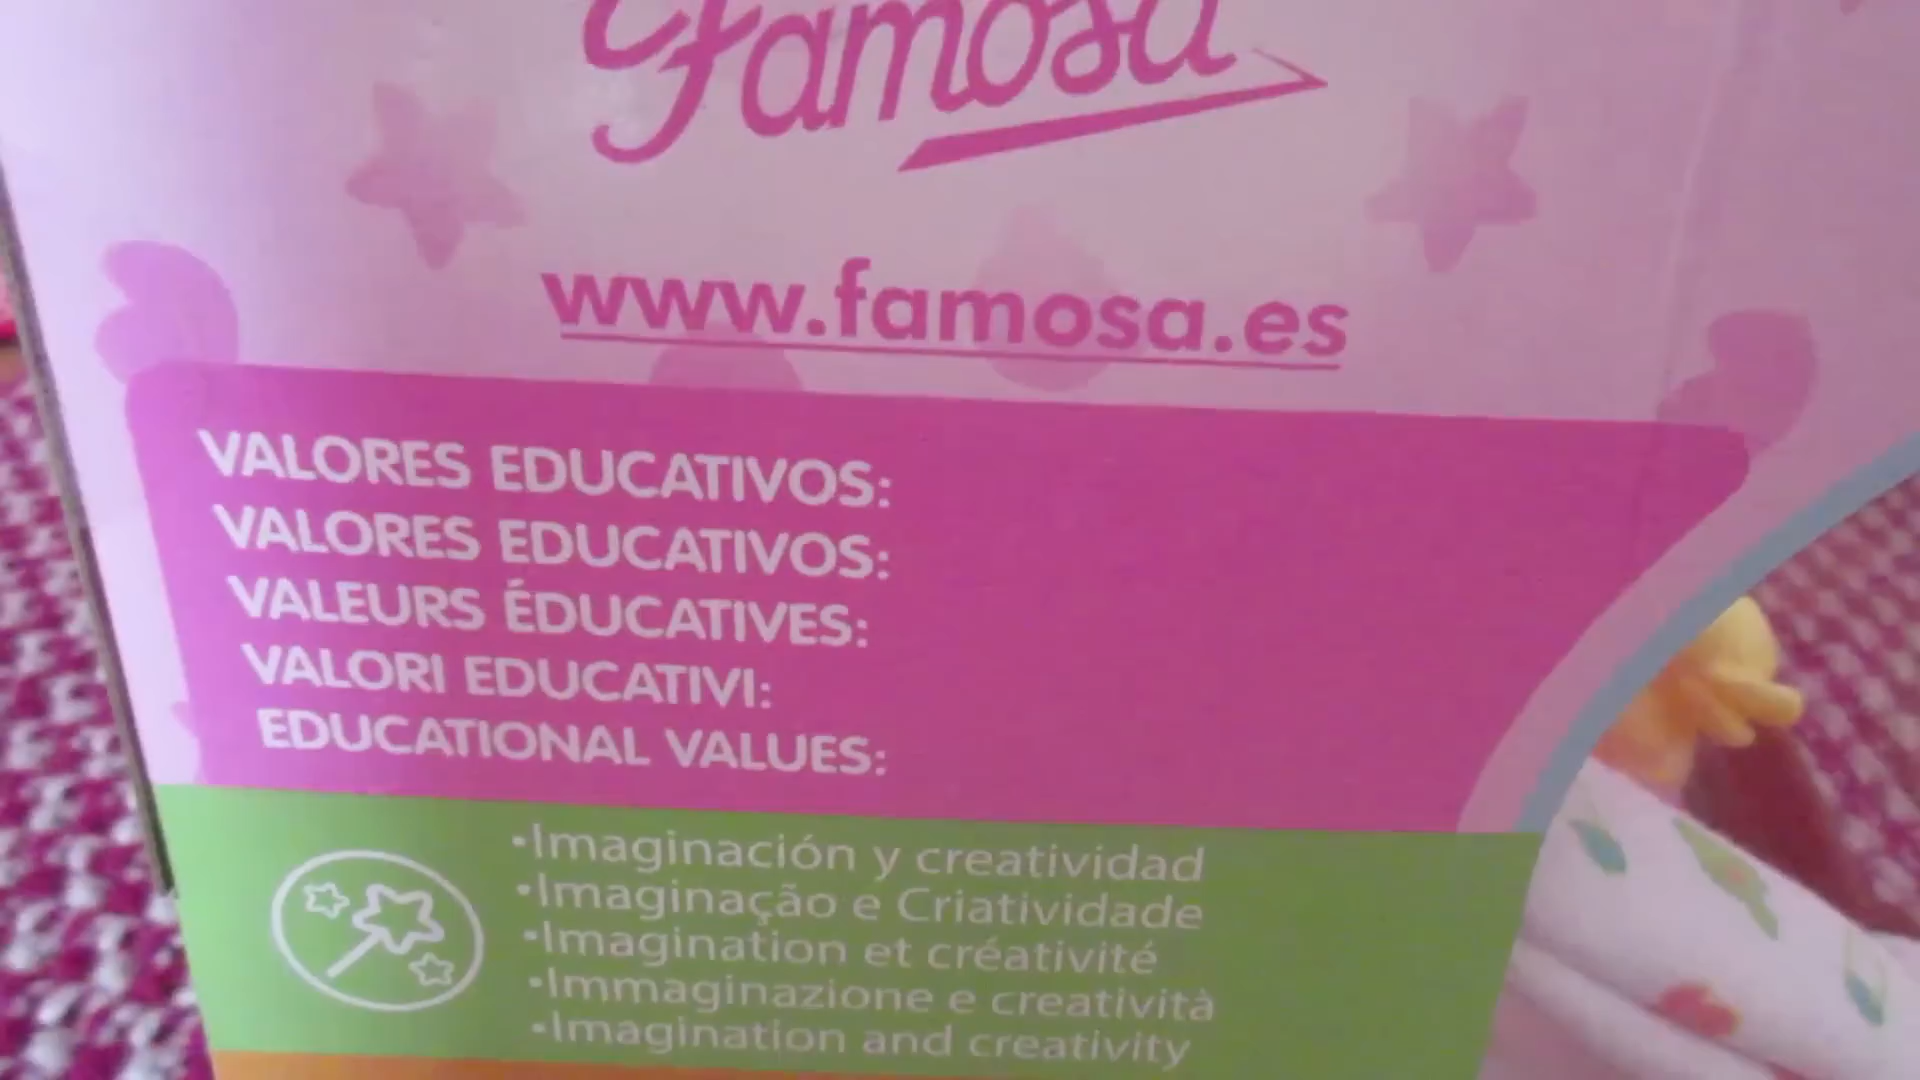 Famosa
www.famosa.es
VALORES EDUCATIVOS:
VALORES EDUCATIVOS:
VALEURS ÉDUCATIVES:
VALORI EDUCATIVI:
EDUCATIONAL VALUES:
•Imaginación y creatividad
•Imaginação e Criatividade
•Imagination et créativité
•Immaginazione e creatività
•Imagination and creativity